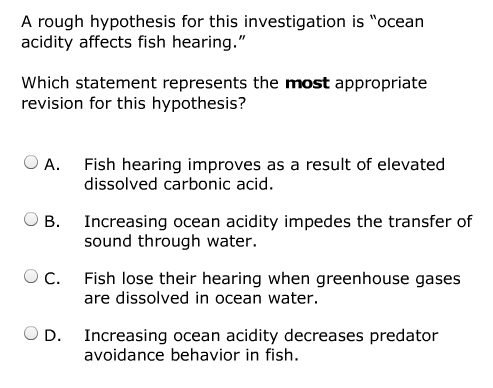 A rough hypothesis for this investigation is “ocean
acidity affects fish hearing.”
Which statement represents the most appropriate
revision for this hypothesis?
A. Fish hearing improves as a result of elevated
dissolved carbonic acid.
B. Increasing ocean acidity impedes the transfer of
sound through water.
C. Fish lose their hearing when greenhouse gases
are dissolved in ocean water.
D. Increasing ocean acidity decreases predator
avoidance behavior in fish.